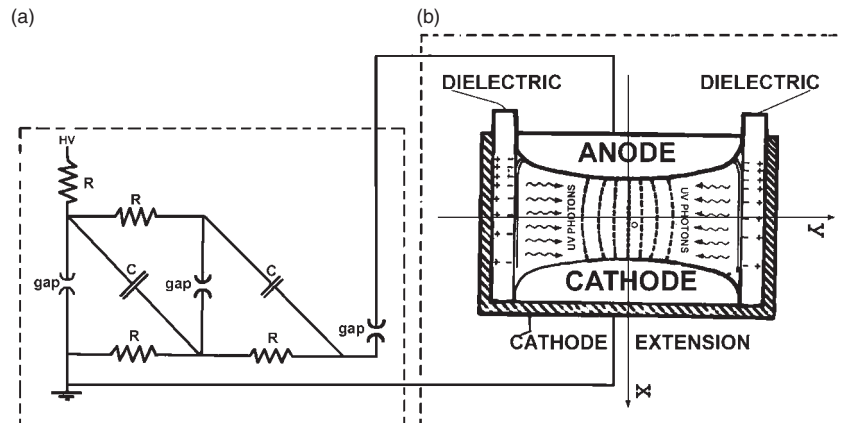 (a)
HV
R
R
gap
C
gap
C
gap
R
R
(b)
DIELECTRIC
DIELECTRIC
ANODE
UV PHOTONS
UV PHOTONS
O
Y
CATHODE
CATHODE EXTENSION
X